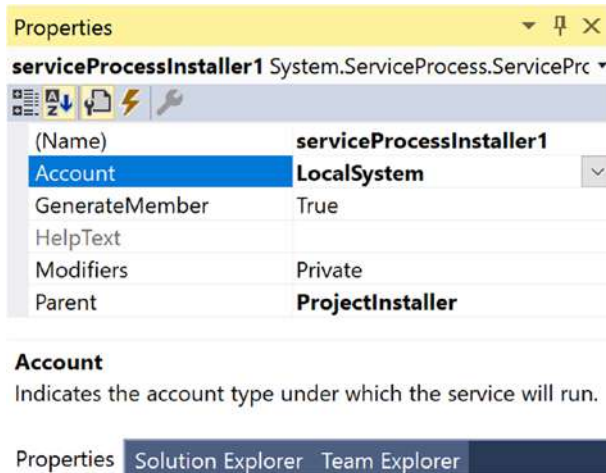 Properties
serviceProcessInstaller1 System.ServiceProcess.ServicePrc
(Name) serviceProcessInstaller1
Account LocalSystem
GenerateMember True
HelpText
Modifiers Private
Parent ProjectInstaller
Account
Indicates the account type under which the service will run.
Properties Solution Explorer Team Explorer